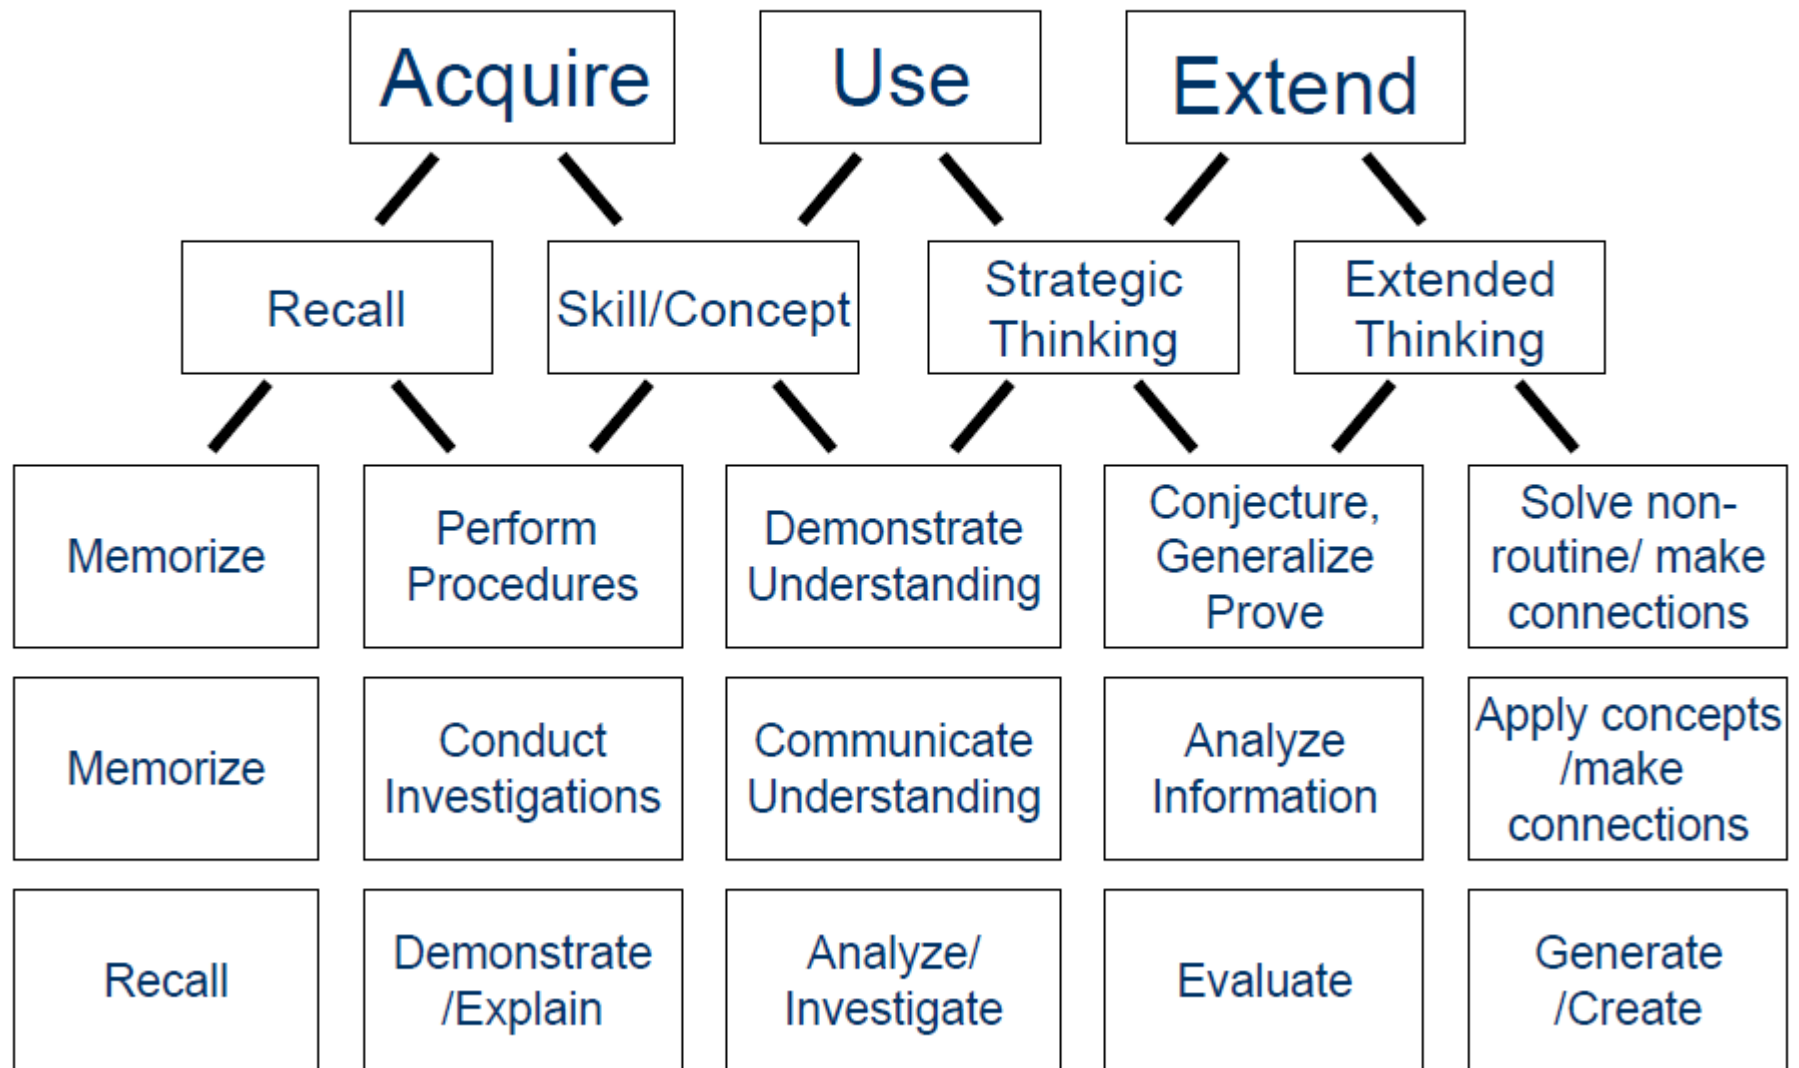 Acquire
Use
Extend
Recall
Skill/Concept
Strategic
Thinking
Extended
Thinking
Memorize
Perform
Procedures
Demonstrate
Understanding
Conjecture,
Generalize
Prove
Solve non-
routine/ make
connections
Memorize
Conduct
Investigations
Communicate
Understanding
Analyze
Information
Apply concepts
/make
connections
Recall
Demonstrate
/Explain
Analyze/
Investigate
Evaluate
Generate
/Create